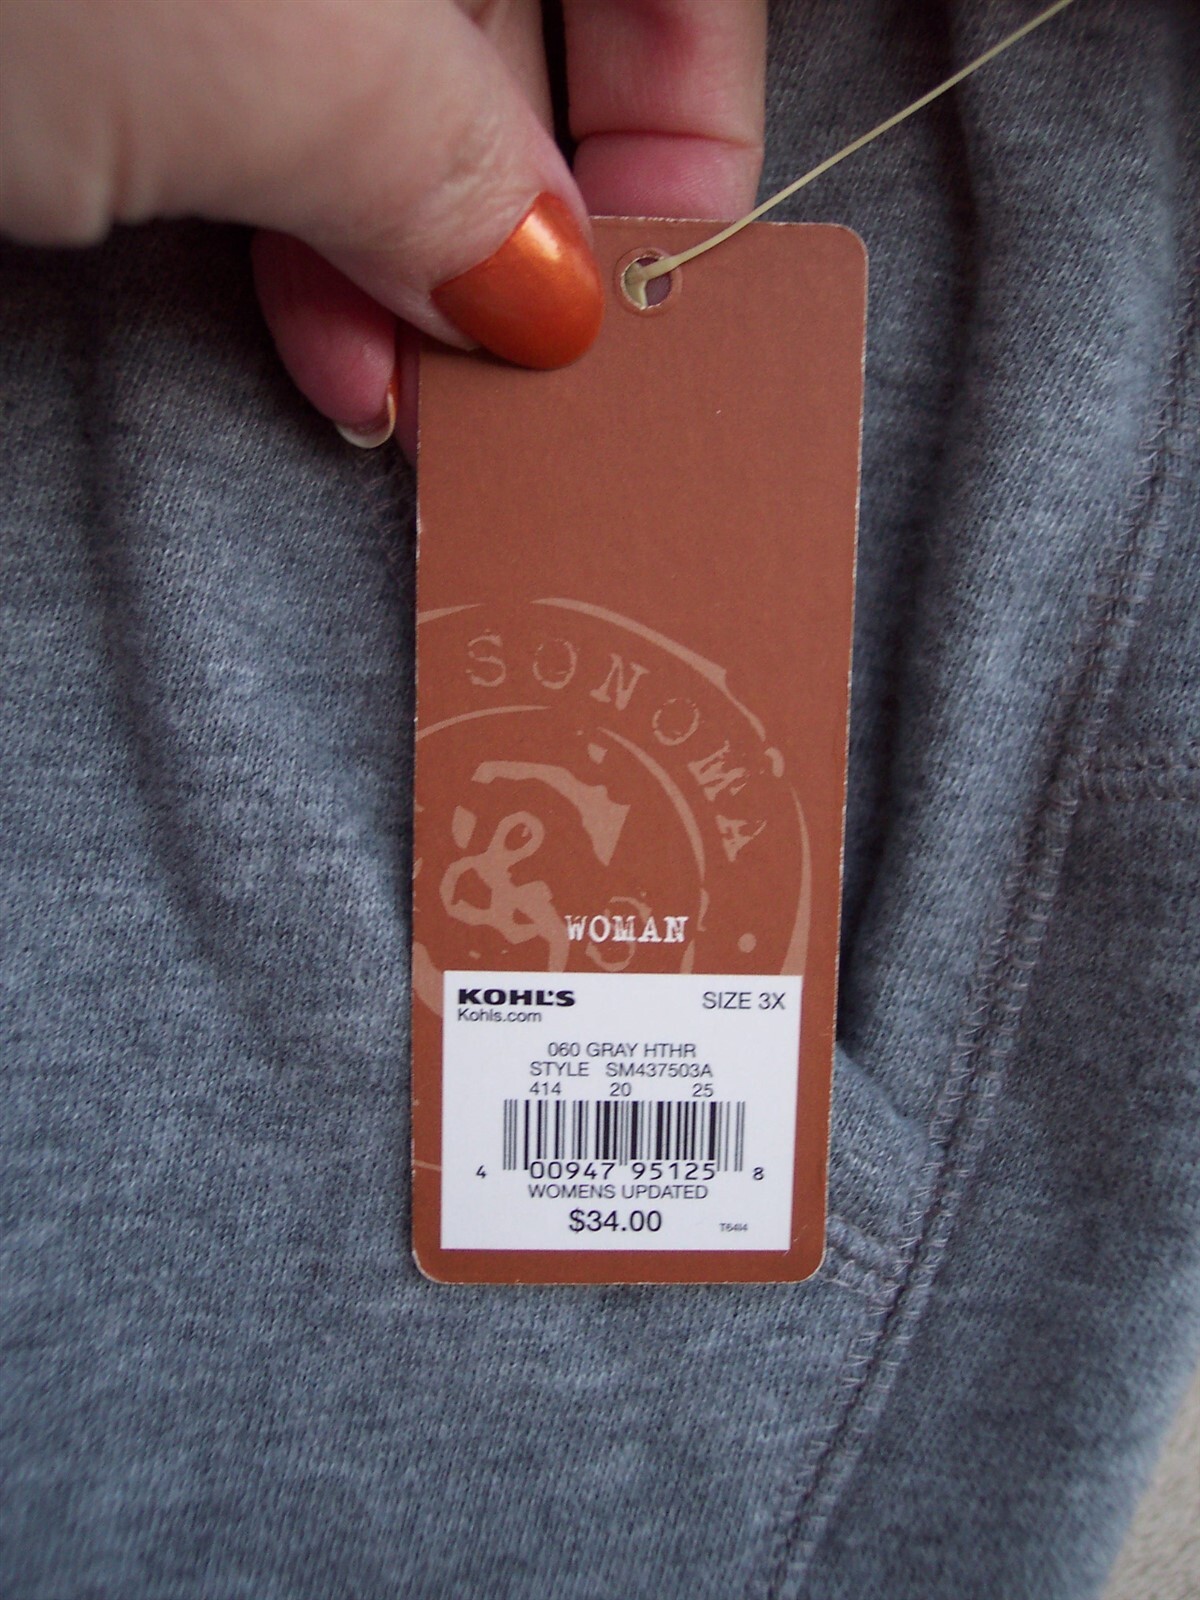 SONOMA
WOMAN
KOHL'S SIZE 3X
Kohls.com
060 GRAY HTHR
STYLE SM437503A
414 20 25
4 00947 95125 8
WOMENS UPDATED
$34.00